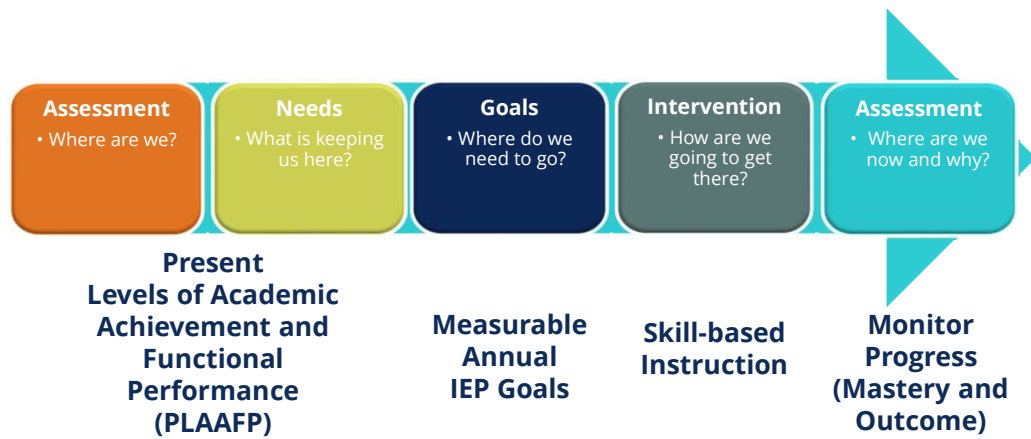 Assessment
• Where are we?
Needs
• What is keeping
us here?
Goals
• Where do we
need to go?
Intervention
• How are we
going to get
there?
Assessment
• Where are we
now and why?
Present
Levels of Academic
Achievement and
Functional
Performance
(PLAAFP)
Measurable
Annual
IEP Goals
Skill-based
Instruction
Monitor
Progress
(Mastery and
Outcome)